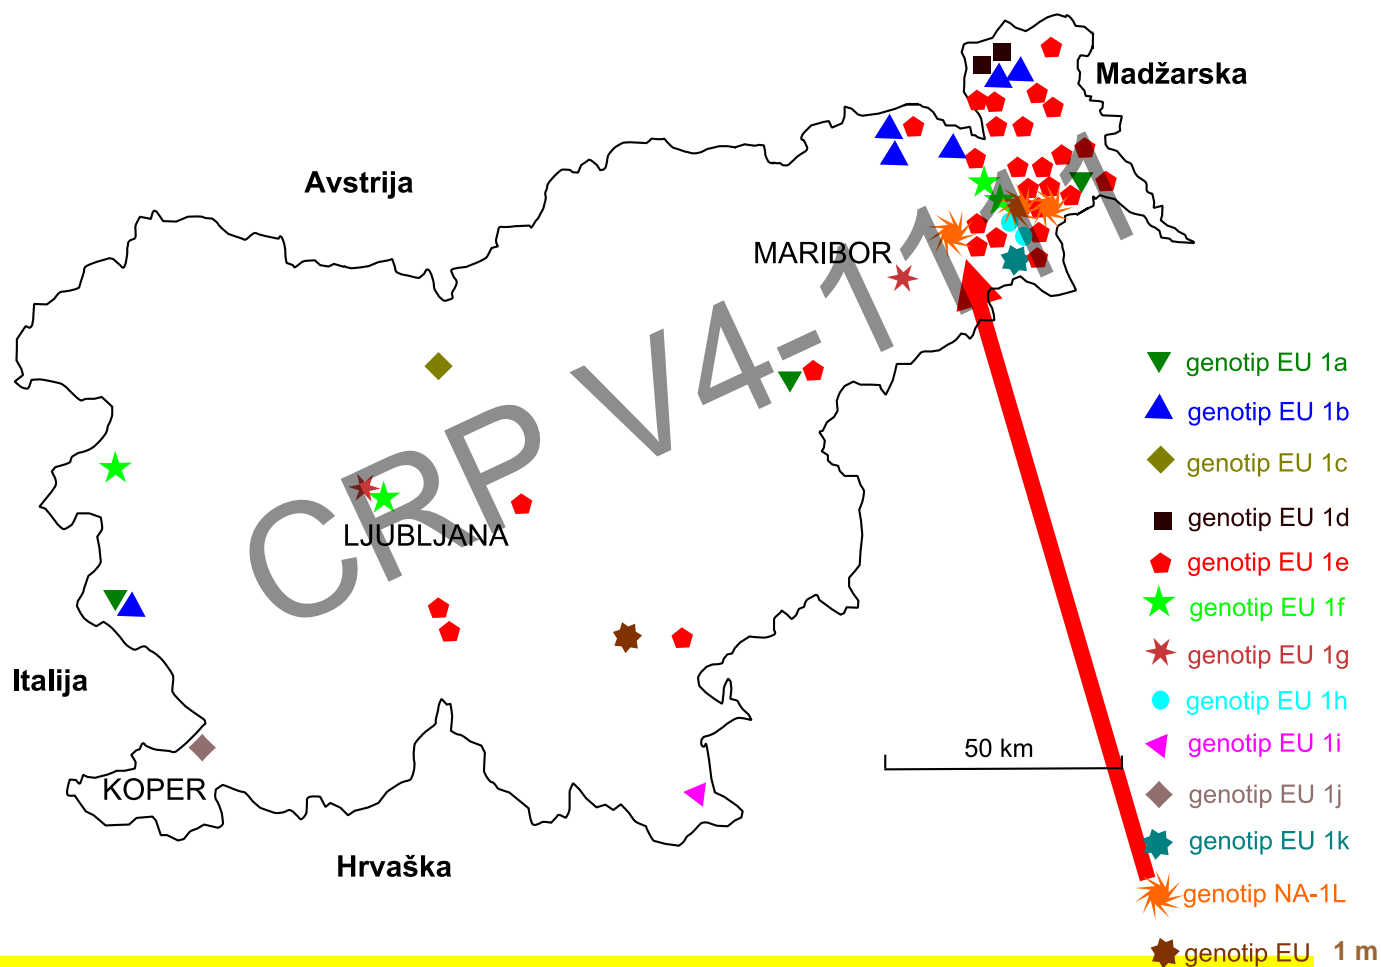 Madžarska
Avstrija
MARIBOR
CRP V4-1141
genotip EU 1a
genotip EU 1b
genotip EU 1c
LJUBLJANA
genotip EU 1d
genotip EU 1e
genotip EU 1f
genotip EU 1g
Italija
genotip EU 1h
50 km
genotip EU 1i
KOPER
genotip EU 1j
genotip EU 1k
Hrvaška
genotip NA-1L
genotip EU 1 m